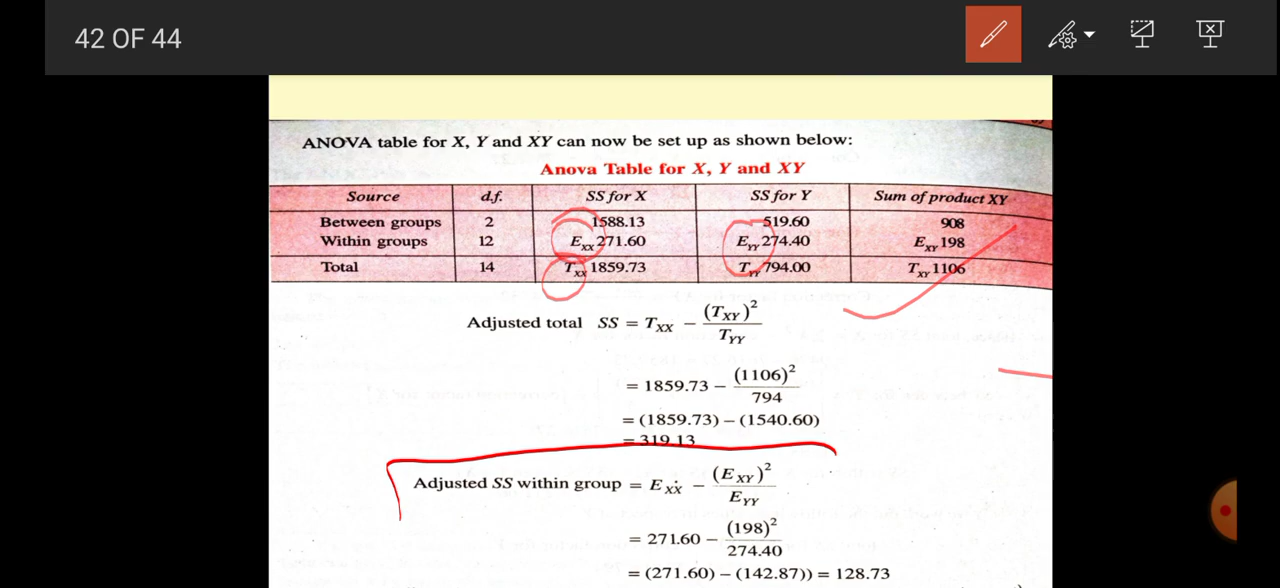 42 OF 44
ANOVA table for X, Y and XY can now be set up as shown below:
Anova Table for X, Y and XY
Source d.f. SS for X SS for Y Sum of product XY
Between groups 2 1588.13 519.60 908
Within groups 12 E_XX 271.60 E_YY 274.40 E_XY 198
Total 14 T_XX 1859.73 T_YY 794.00 T_XY 1106
Adjusted total SS = T_XX − (T_XY)² / T_YY
= 1859.73 − (1106)² / 794
= (1859.73) − (1540.60)
= 319.13
Adjusted SS within group = E_XX − (E_XY)² / E_YY
= 271.60 − (198)² / 274.40
= (271.60) − (142.87)) = 128.73